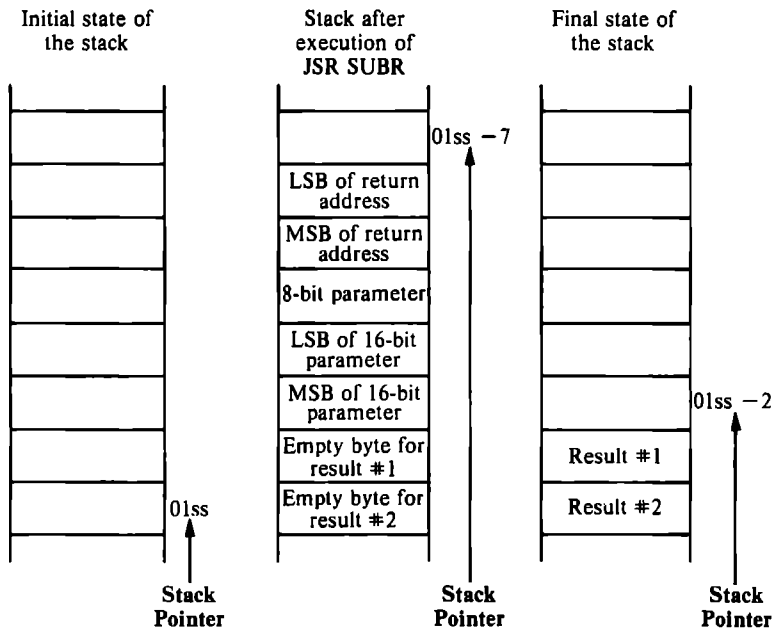 Initial state of
the stack
Stack after
execution of
JSR SUBR
Final state of
the stack
01ss −7
LSB of return
address
MSB of return
address
8-bit parameter
LSB of 16-bit
parameter
MSB of 16-bit
parameter
01ss −2
Empty byte for
result #1
Result #1
01ss
Empty byte for
result #2
Result #2
Stack
Pointer
Stack
Pointer
Stack
Pointer